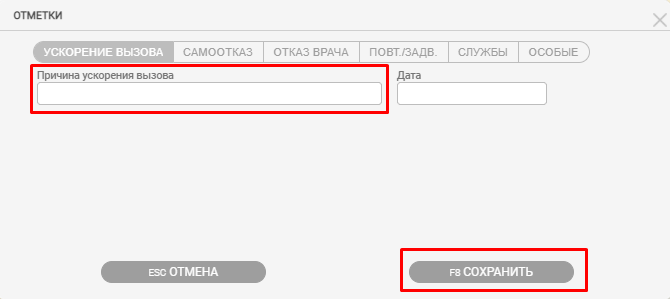 ОТМЕТКИ
УСКОРЕНИЕ ВЫЗОВА САМООТКАЗ ОТКАЗ ВРАЧА ПОВТ./ЗАДВ. СЛУЖБЫ ОСОБЫЕ
Причина ускорения вызова Дата
ESC ОТМЕНА F8 СОХРАНИТЬ